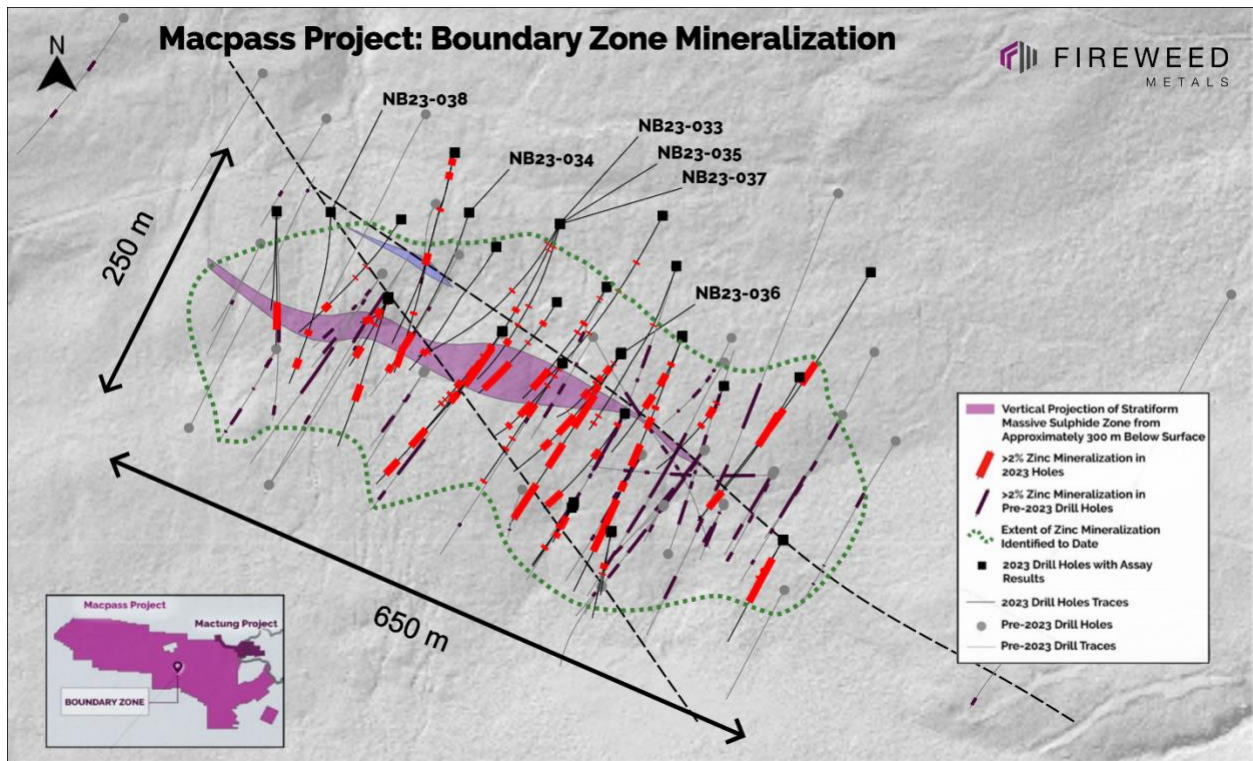 Macpass Project: Boundary Zone Mineralization
FIREWEED
METALS
N
NB23-038
NB23-034
NB23-033
NB23-035
NB23-037
NB23-036
250 m
650 m
Vertical Projection of Stratiform
Massive Sulphide Zone from
Approximately 300 m Below Surface
>2% Zinc Mineralization in
2023 Holes
>2% Zinc Mineralization in
Pre-2023 Drill Holes
Extent of Zinc Mineralization
Identified to Date
2023 Drill Holes with Assay
Results
2023 Drill Holes Traces
Pre-2023 Drill Holes
Pre-2023 Drill Traces
Macpass Project
Mactung Project
BOUNDARY ZONE